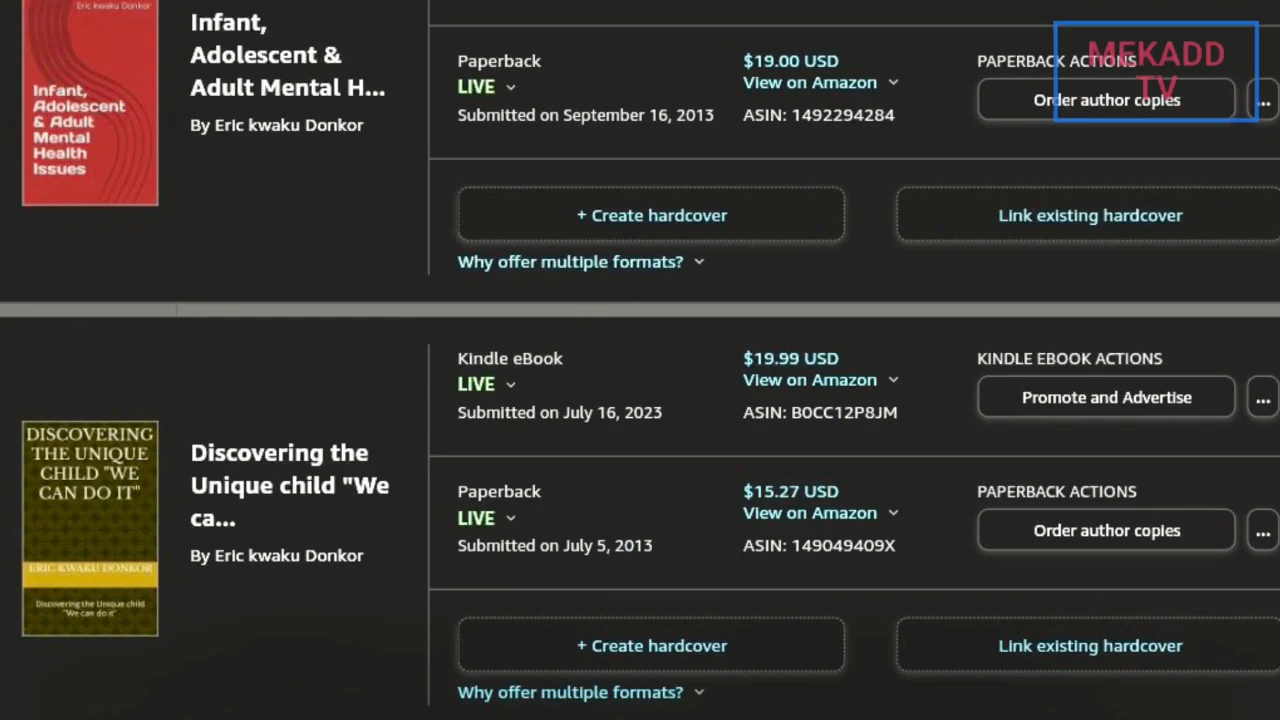 Eric kwaku Donkor
Infant,
Adolescent
& Adult
Mental
Health
Issues
Infant,
Adolescent &
Adult Mental H...
By Eric kwaku Donkor
Paperback
LIVE
Submitted on September 16, 2013
$19.00 USD
View on Amazon
ASIN: 1492294284
PAPERBACK ACTIONS
Order author copies
...
MEKADD
TV
+ Create hardcover
Link existing hardcover
Why offer multiple formats?
DISCOVERING
THE UNIQUE
CHILD "WE
CAN DO IT"
ERIC KWAKU DONKOR
Discovering the Unique child
"We can do it"
Discovering the
Unique child "We
ca...
By Eric kwaku Donkor
Kindle eBook
LIVE
Submitted on July 16, 2023
$19.99 USD
View on Amazon
ASIN: B0CC12P8JM
KINDLE EBOOK ACTIONS
Promote and Advertise
...
Paperback
LIVE
Submitted on July 5, 2013
$15.27 USD
View on Amazon
ASIN: 149049409X
PAPERBACK ACTIONS
Order author copies
...
+ Create hardcover
Link existing hardcover
Why offer multiple formats?